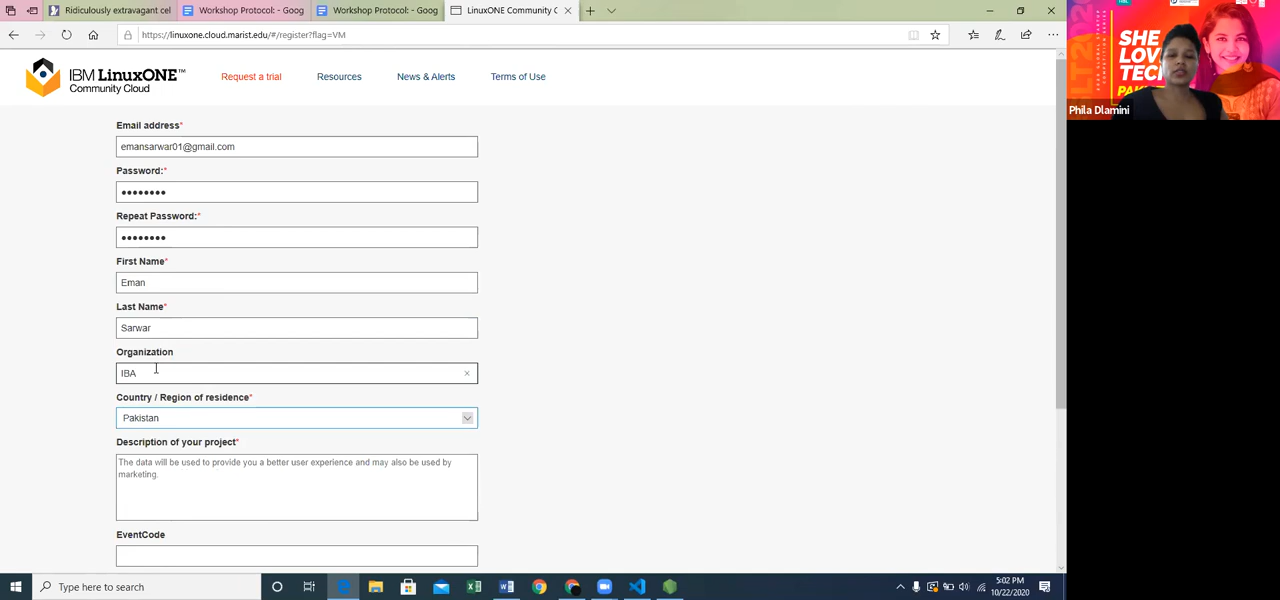 Ridiculously extravagant cel
Workshop Protocol: - Goog
Workshop Protocol: - Goog
LinuxONE Community C
https://linuxone.cloud.marist.edu/#/register?flag=VM
IBM LinuxONE™
Community Cloud
Request a trial
Resources
News & Alerts
Terms of Use
Email address*
emansarwar01@gmail.com
Password:*
••••••••
Repeat Password:*
••••••••
First Name*
Eman
Last Name*
Sarwar
Organization
IBA
Country / Region of residence*
Pakistan
Description of your project*
The data will be used to provide you a better user experience and may also be used by
marketing.
EventCode
Type here to search
5:02 PM
10/22/2020
SHE
LOV
TEC
Phila Dlamini